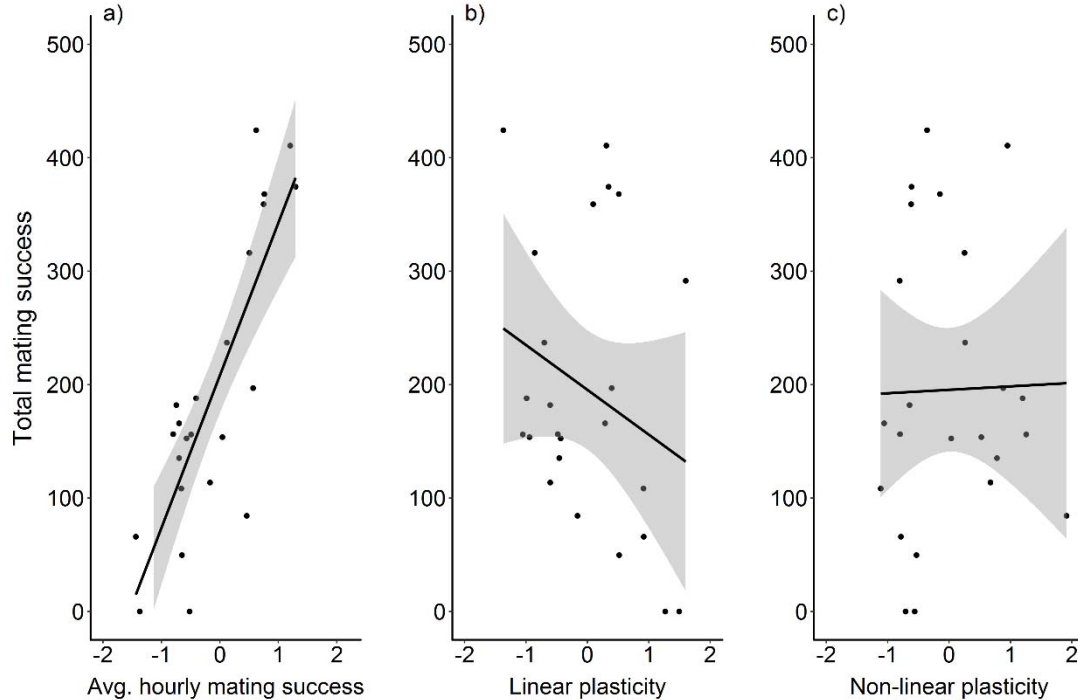 a)
b)
c)
Total mating success
500
400
300
200
100
0
-2 -1 0 1 2
Avg. hourly mating success
500
400
300
200
100
0
-2 -1 0 1 2
Linear plasticity
500
400
300
200
100
0
-2 -1 0 1 2
Non-linear plasticity